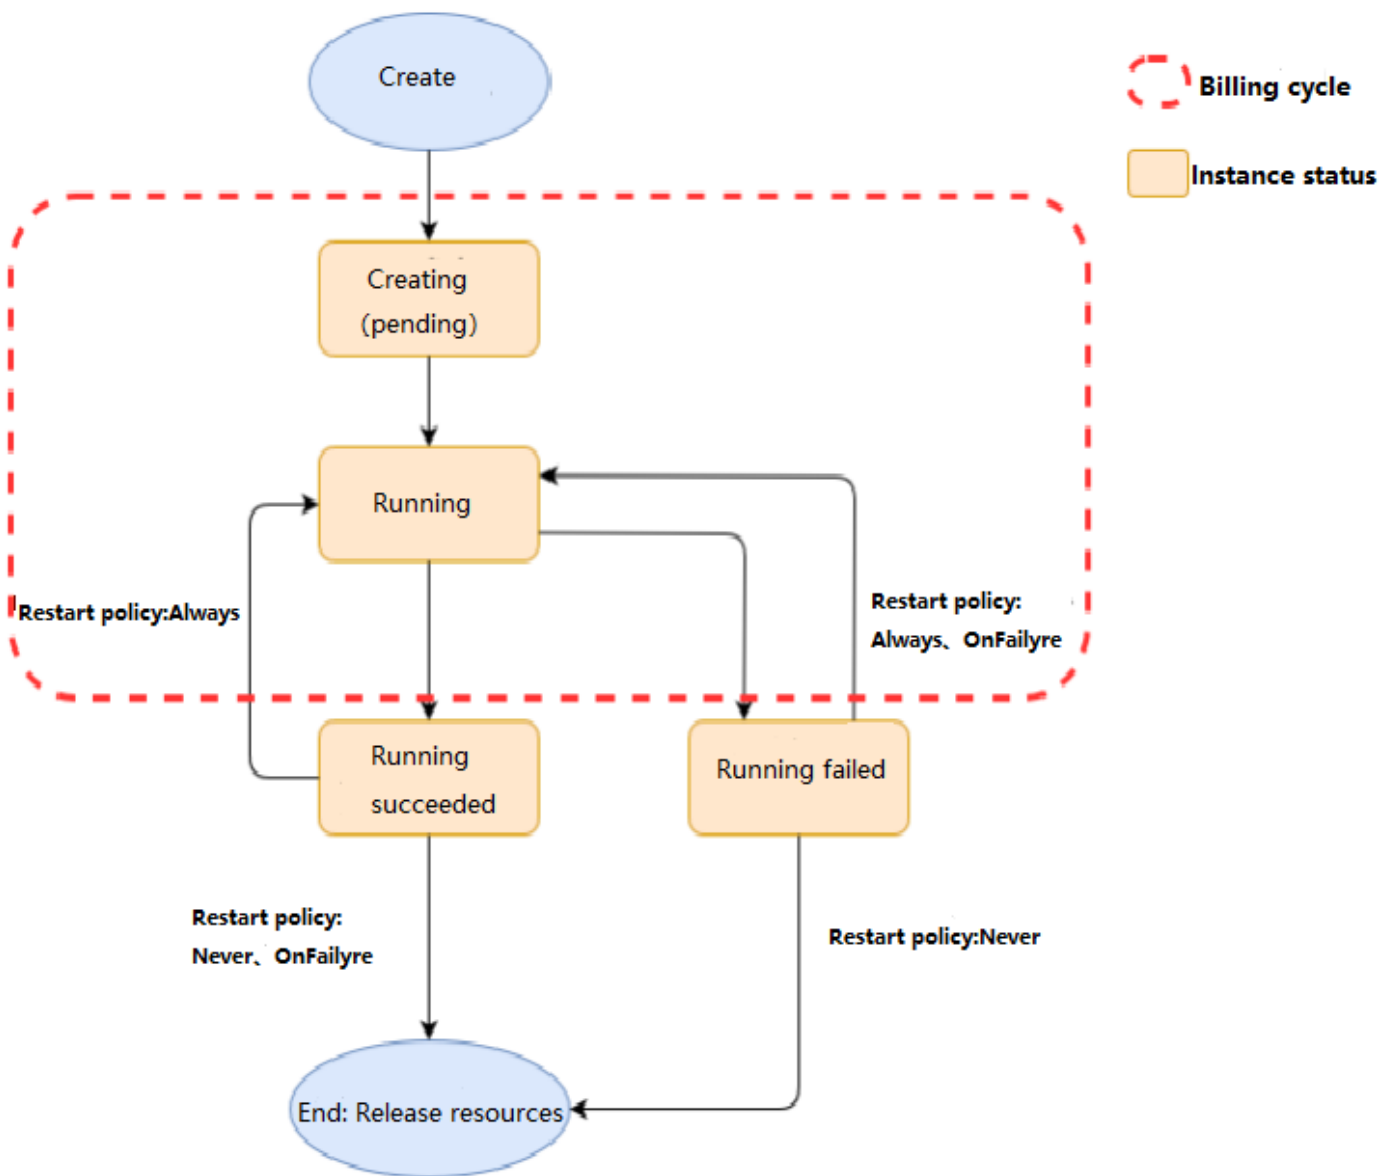 Create
Billing cycle
Instance status
Creating
(pending)
Running
Restart policy:Always
Restart policy:
Always、OnFailyre
Running
succeeded
Running failed
Restart policy:
Never、OnFailyre
Restart policy:Never
End: Release resources